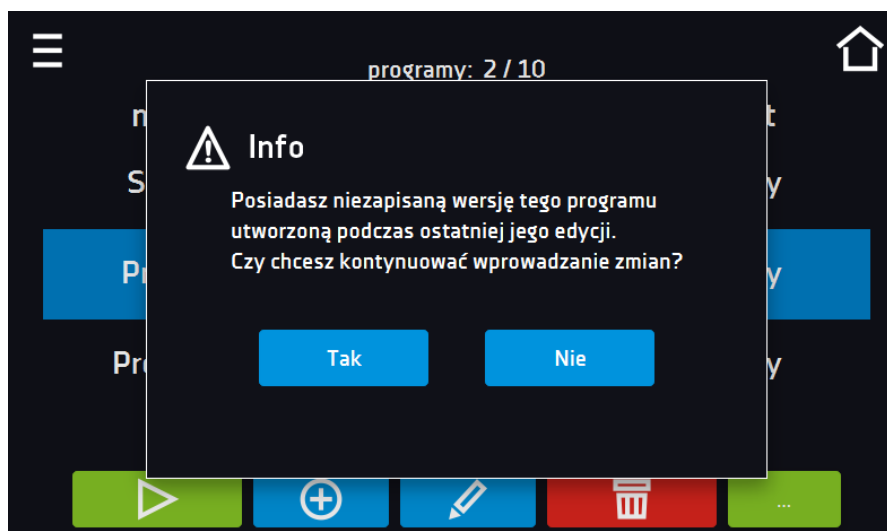 programy: 2 / 10
Info
Posiadasz niezapisaną wersję tego programu
utworzoną podczas ostatniej jego edycji.
Czy chcesz kontynuować wprowadzanie zmian?
Tak
Nie
...